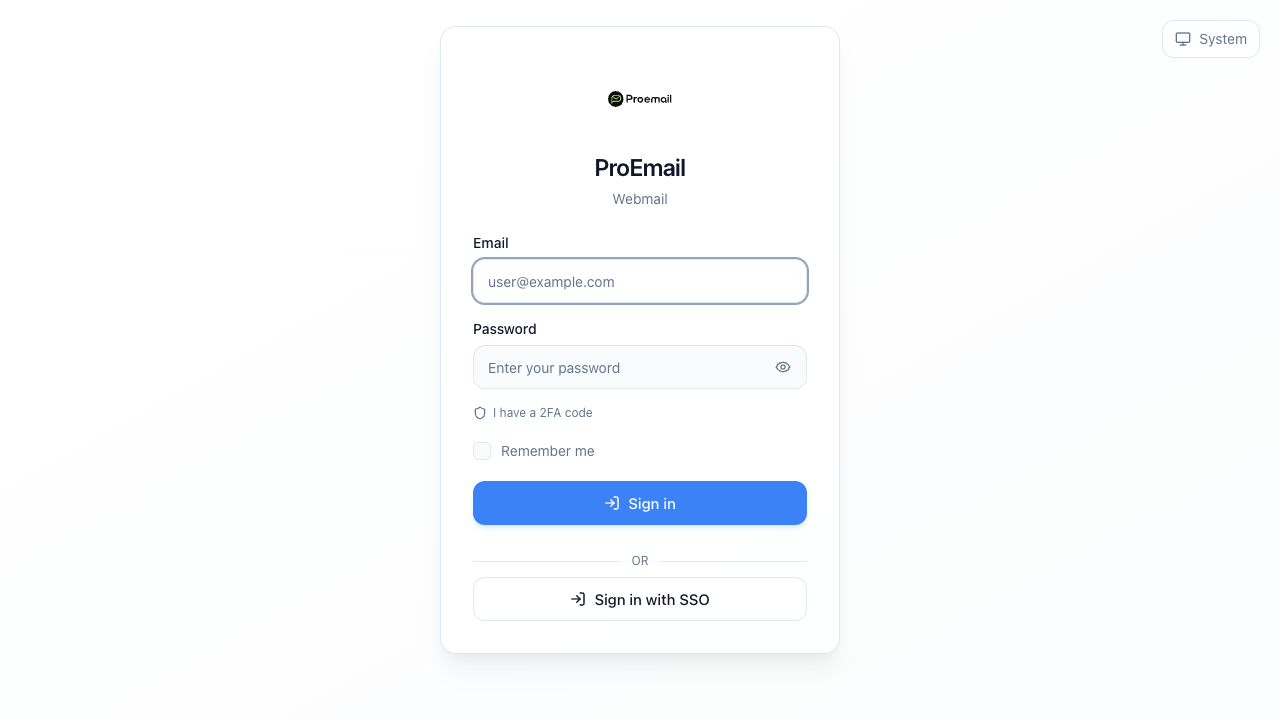 System
Proemail
ProEmail
Webmail
Email
user@example.com
Password
Enter your password
I have a 2FA code
Remember me
Sign in
OR
Sign in with SSO